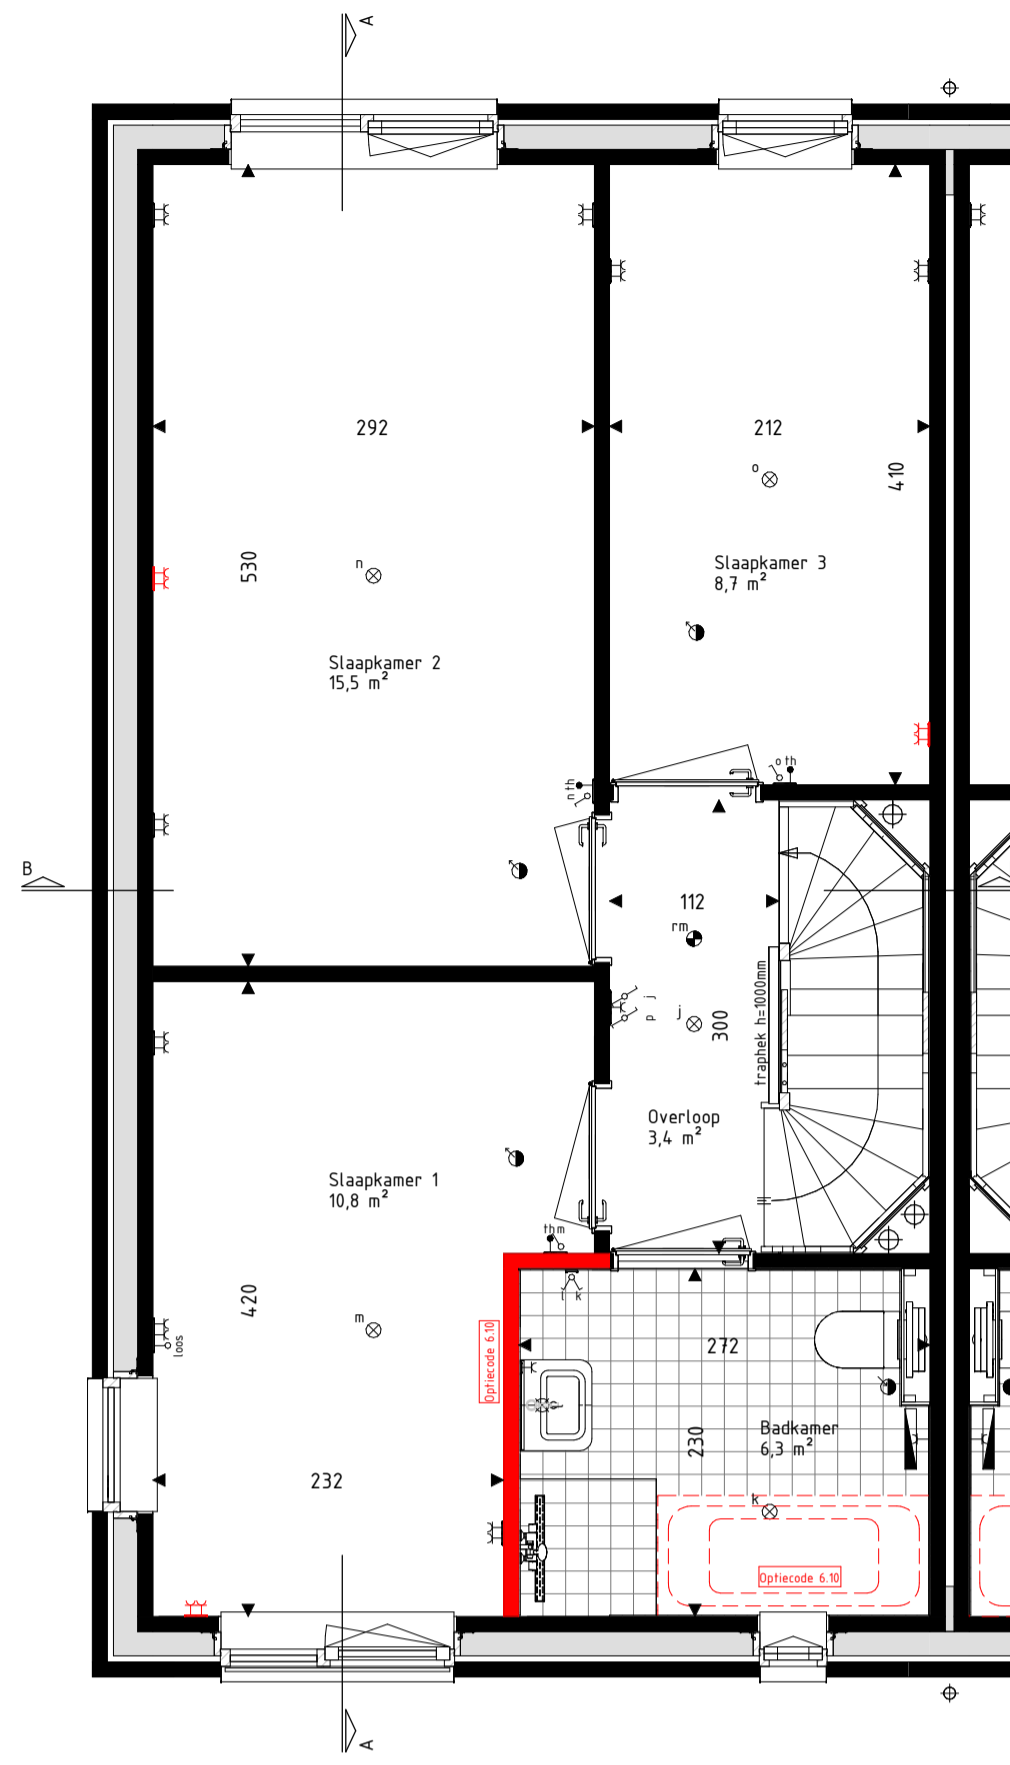 A
292
212
o
410
n
530
Slaapkamer 3
8,7 m²
Slaapkamer 2
15,5 m²
n th
o th
B
112
rm
j
p j
300
traphek h=1000mm
Overloop
3,4 m²
Slaapkamer 1
10,8 m²
th m
l k
420
m
loos
Optiecode 6.10
272
230
Badkamer
6,3 m²
232
k
Optiecode 6.10
A